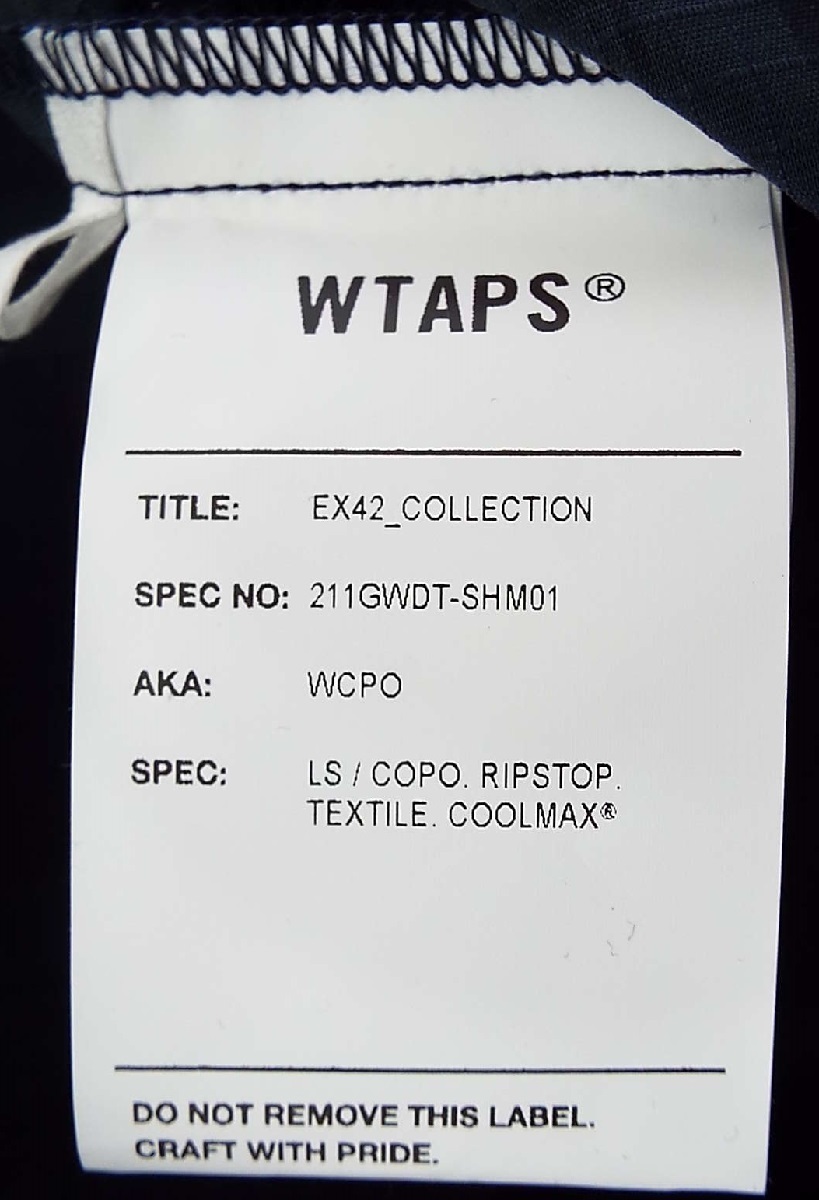 WTAPS®
TITLE: EX42_COLLECTION
SPEC NO: 211GWDT-SHM01
AKA: WCPO
SPEC: LS / COPO. RIPSTOP.
TEXTILE. COOLMAX®
DO NOT REMOVE THIS LABEL.
CRAFT WITH PRIDE.